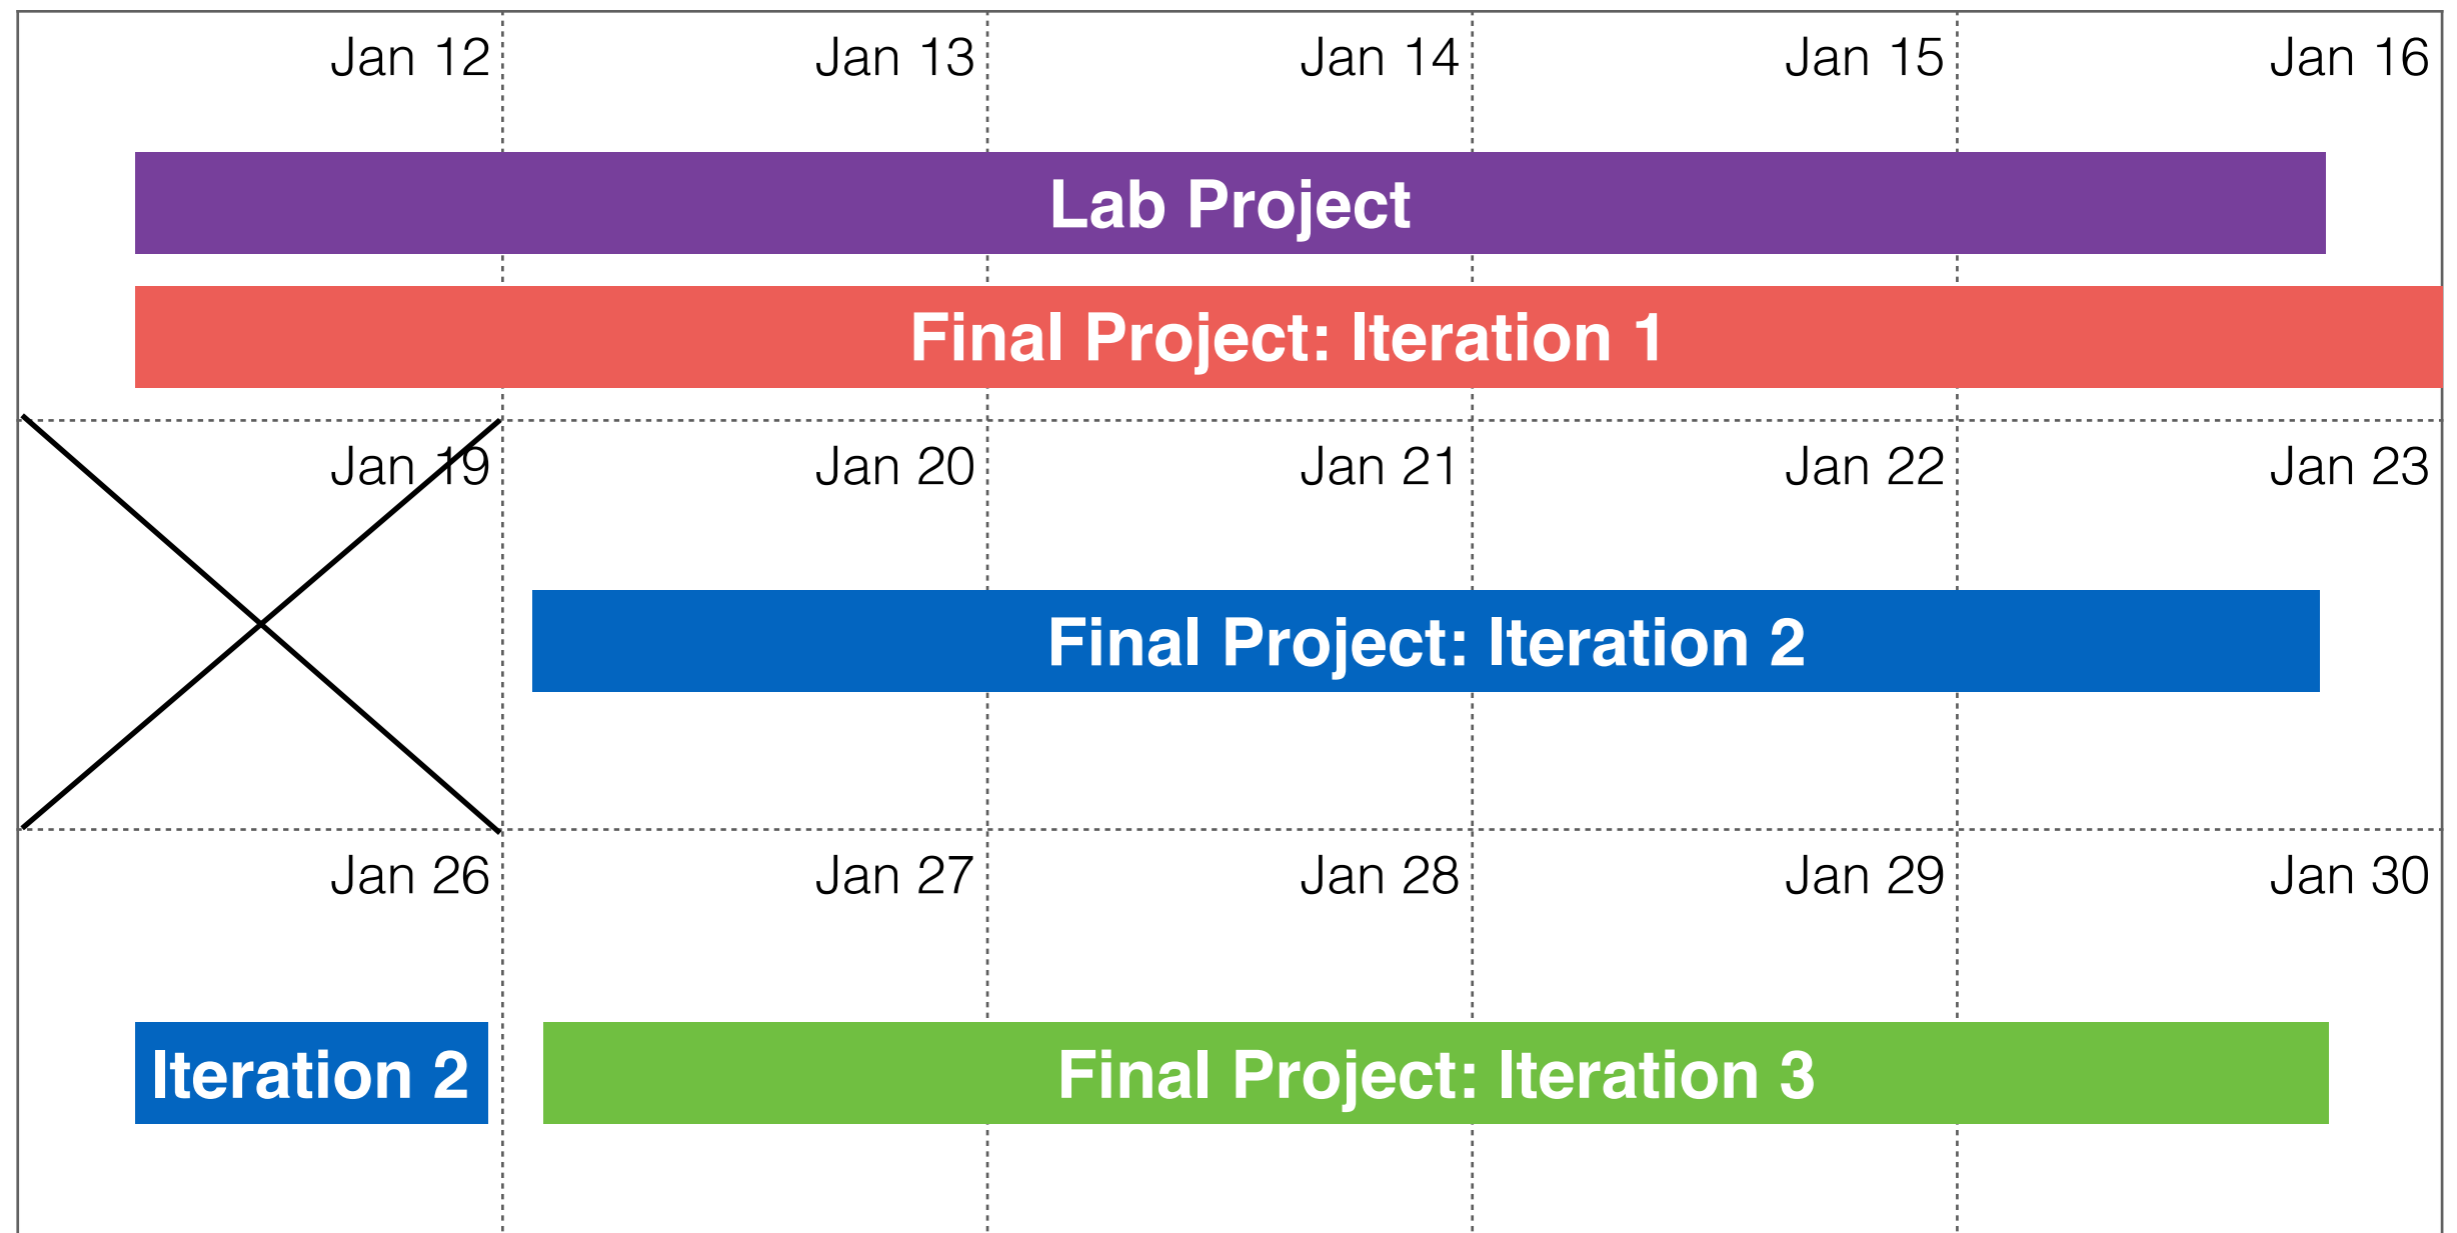 Jan 12 Jan 13 Jan 14 Jan 15 Jan 16
Lab Project
Final Project: Iteration 1
Jan 19 Jan 20 Jan 21 Jan 22 Jan 23
Final Project: Iteration 2
Jan 26 Jan 27 Jan 28 Jan 29 Jan 30
Iteration 2 Final Project: Iteration 3